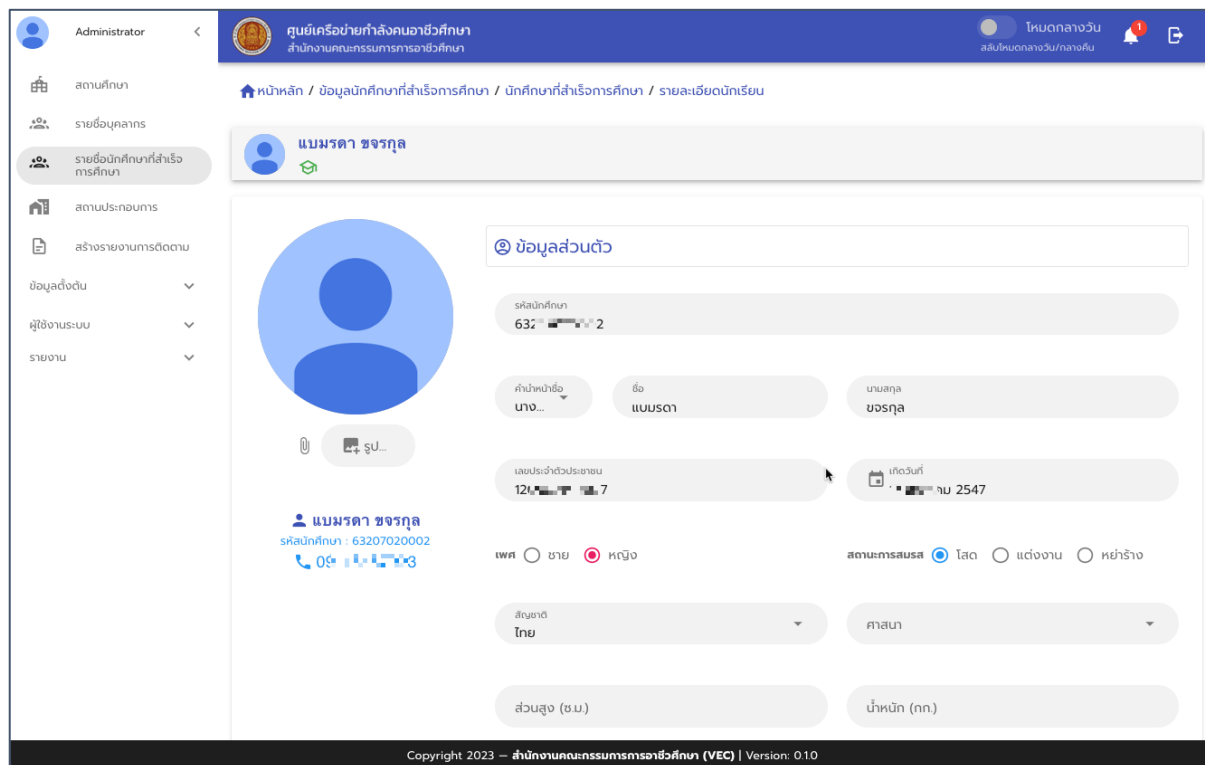 Administrator
ศูนย์เครือข่ายกำลังคนอาชีวศึกษา
สำนักงานคณะกรรมการการอาชีวศึกษา
โหมดกลางวัน
สลับโหมดกลางวัน/กลางคืน
1
สถานศึกษา
รายชื่อบุคลากร
รายชื่อนักศึกษาที่สำเร็จ
การศึกษา
สถานประกอบการ
สร้างรายงานการติดตาม
ข้อมูลตั้งต้น
ผู้ใช้งานระบบ
รายงาน
หน้าหลัก / ข้อมูลนักศึกษาที่สำเร็จการศึกษา / นักศึกษาที่สำเร็จการศึกษา / รายละเอียดนักเรียน
แบมรดา ขจรกุล
รูป...
แบมรดา ขจรกุล
รหัสนักศึกษา : 63207020002
ข้อมูลส่วนตัว
รหัสนักศึกษา
คำนำหน้าชื่อ
นาง...
ชื่อ
แบมรดา
นามสกุล
ขจรกุล
เลขประจำตัวประชาชน
เกิดวันที่
2547
เพศ ชาย หญิง
สถานะการสมรส โสด แต่งงาน หย่าร้าง
สัญชาติ
ไทย
ศาสนา
ส่วนสูง (ซ.ม.)
น้ำหนัก (กก.)
Copyright 2023 — สำนักงานคณะกรรมการการอาชีวศึกษา (VEC) | Version: 0.1.0